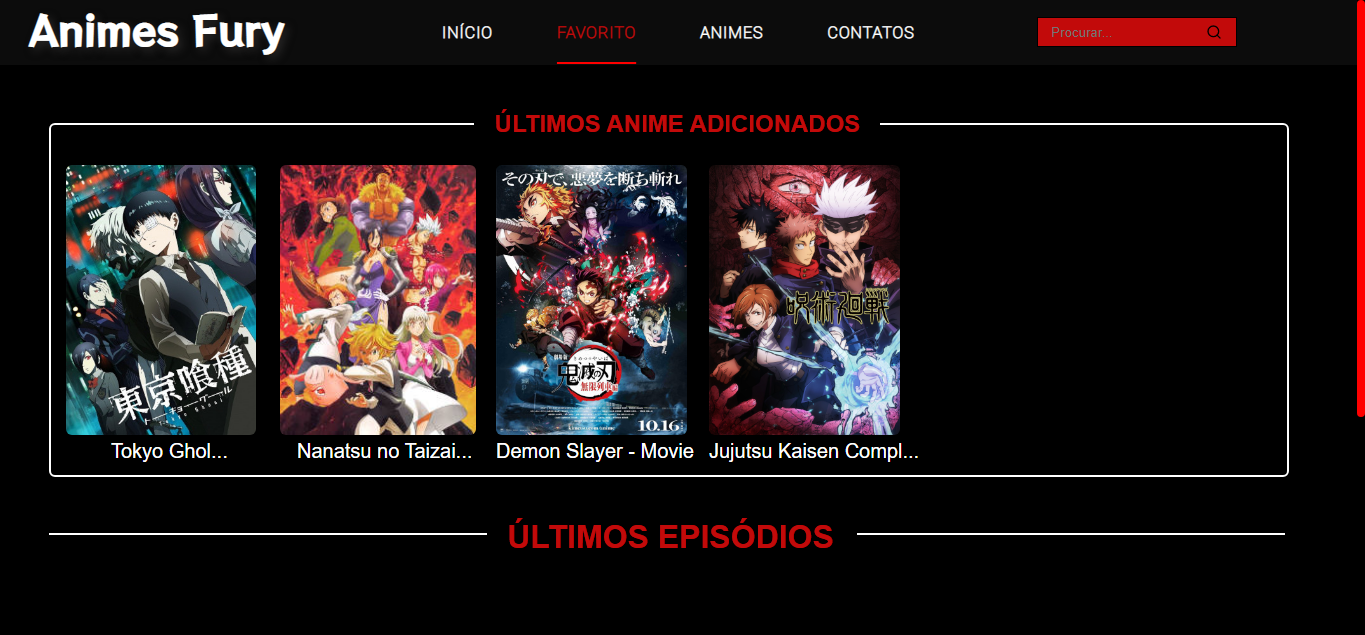 Animes Fury
INÍCIO
FAVORITO
ANIMES
CONTATOS
Procurar...
ÚLTIMOS ANIME ADICIONADOS
東京喰種
トーキョーグール
その刃で、悪夢を断ち斬れ
劇場版
鬼滅の刃
無限列車編
10.16
呪術廻戦
Tokyo Ghol...
Nanatsu no Taizai...
Demon Slayer - Movie
Jujutsu Kaisen Compl...
ÚLTIMOS EPISÓDIOS